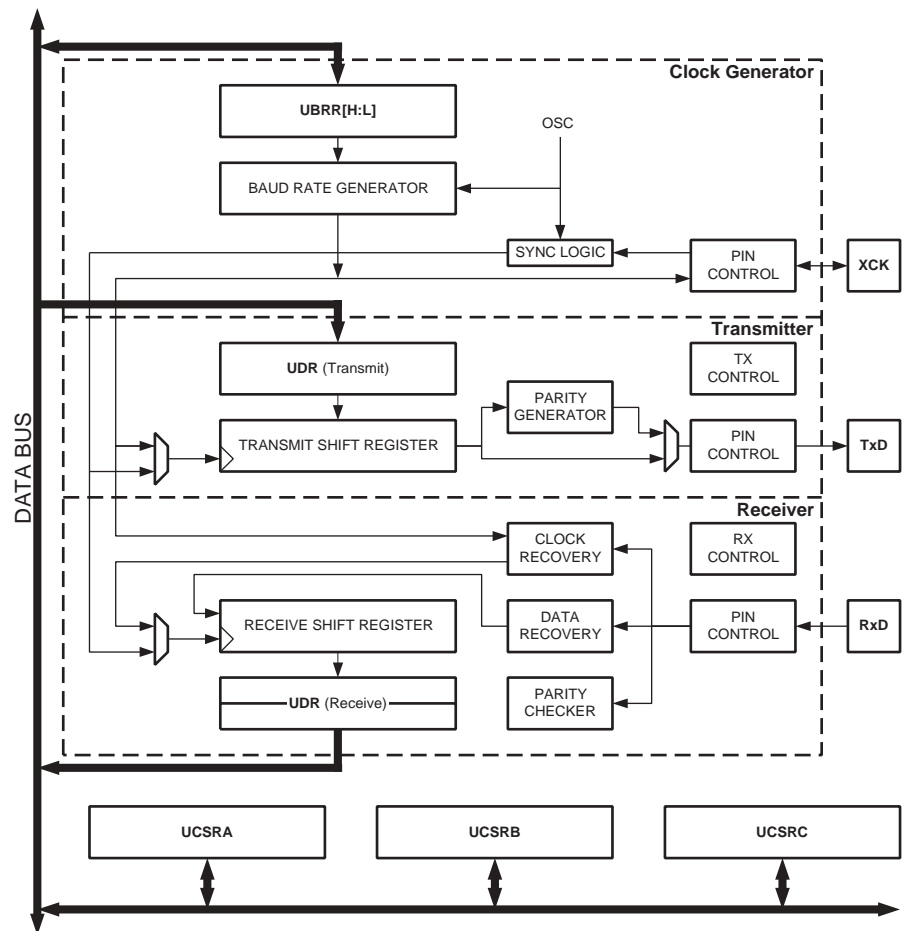 Clock Generator
UBRR[H:L]
OSC
BAUD RATE GENERATOR
SYNC LOGIC
PIN
CONTROL
XCK
DATA BUS
Transmitter
UDR (Transmit)
TX
CONTROL
PARITY
GENERATOR
TRANSMIT SHIFT REGISTER
PIN
CONTROL
TxD
Receiver
CLOCK
RECOVERY
RX
CONTROL
RECEIVE SHIFT REGISTER
DATA
RECOVERY
PIN
CONTROL
RxD
UDR (Receive)
PARITY
CHECKER
UCSRA
UCSRB
UCSRC